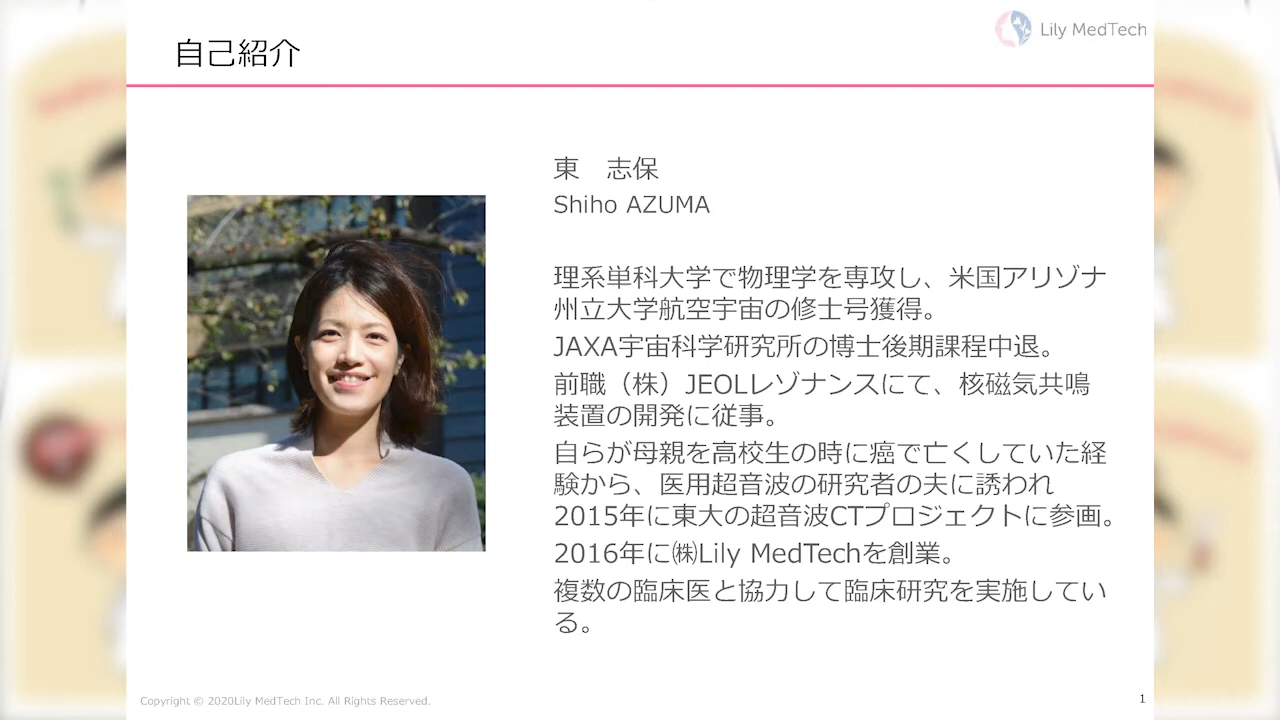 自己紹介
Lily MedTech
東　志保
Shiho AZUMA
理系単科大学で物理学を専攻し、米国アリゾナ
州立大学航空宇宙の修士号獲得。
JAXA宇宙科学研究所の博士後期課程中退。
前職（株）JEOLレゾナンスにて、核磁気共鳴
装置の開発に従事。
自らが母親を高校生の時に癌で亡くしていた経
験から、医用超音波の研究者の夫に誘われ
2015年に東大の超音波CTプロジェクトに参画。
2016年に㈱Lily MedTechを創業。
複数の臨床医と協力して臨床研究を実施してい
る。
Copyright © 2020Lily MedTech Inc. All Rights Reserved.
1